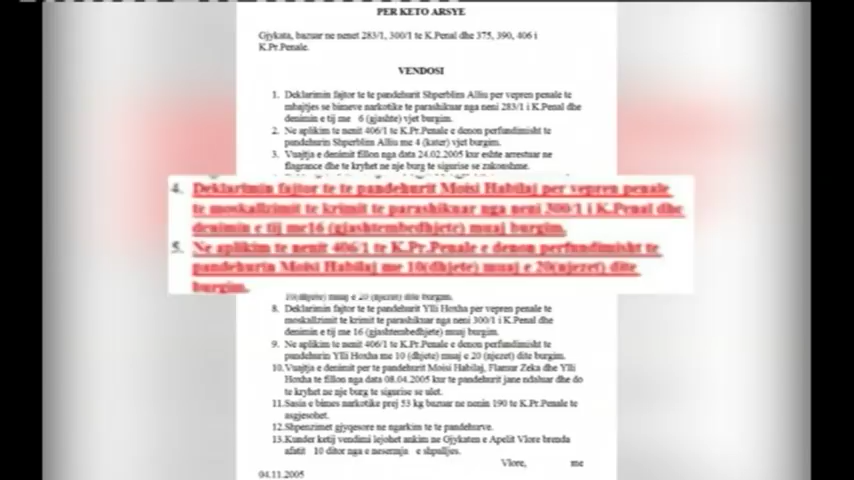 PER KETO ARSYE
Gjykata, bazuar ne nenet 283/1, 300/1 te K.Penal dhe 375, 390, 406 i
K.Pr.Penale.
VENDOSI
1. Deklarimin fajtor te te pandehurit Shperblim Alliu per vepren penale te
mbajtjes se bimeve narkotike te parashikuar nga neni 283/1 i K.Penal dhe
denimin e tij me 6 (gjashte) vjet burgim.
2. Ne aplikim te nenit 406/1 te K.Pr.Penale e denon perfundimisht te
pandehurin Shperblim Alliu me 4 (kater) vjet burgim.
3. Vuajtja e denimit fillon nga data 24.02.2005 kur eshte arrestuar ne
flagrance dhe te kryhet ne nje burg te sigurise se zakonshme.
4. Deklarimin fajtor te te pandehurit Moisi Habilaj per vepren penale
te moskallzimit te krimit te parashikuar nga neni 300/1 i K.Penal dhe
denimin e tij me16 (gjashtembedhjete) muaj burgim.
5. Ne aplikim te nenit 406/1 te K.Pr.Penale e denon perfundimisht te
pandehurin Moisi Habilaj me 10(dhjete) muaj e 20(njezet) dite
burgim.
10(dhjete) muaj e 20 (njezet) dite burgim.
8. Deklarimin fajtor te te pandehurit Ylli Hoxha per vepren penale te
moskallzimit te krimit te parashikuar nga neni 300/1 i K.Penal dhe
denimin e tij me 16 (gjashtembedhjete) muaj burgim.
9. Ne aplikim te nenit 406/1 te K.Pr.Penale e denon perfundimisht te
pandehurin Ylli Hoxha me 10 (dhjete) muaj e 20 (njezet) dite burgim.
10.Vuajtja e denimit per te pandehurit Moisi Habilaj, Flamur Zeka dhe Ylli
Hoxha te fillon nga data 08.04.2005 kur te pandehurit jane ndaluar dhe do
te kryhet ne nje burg te sigurise se ulet.
11.Sasia e bimes narkotike prej 53 kg bazuar ne nenin 190 te K.Pr.Penale te
asgjesohet.
12.Shpenzimet gjyqesore ne ngarkim te te pandehurve.
13.Kunder ketij vendimi lejohet ankim ne Gjykaten e Apelit Vlore brenda
afatit 10 ditor nga e nesermja e shpalljes.
Vlore, me
04.11.2005